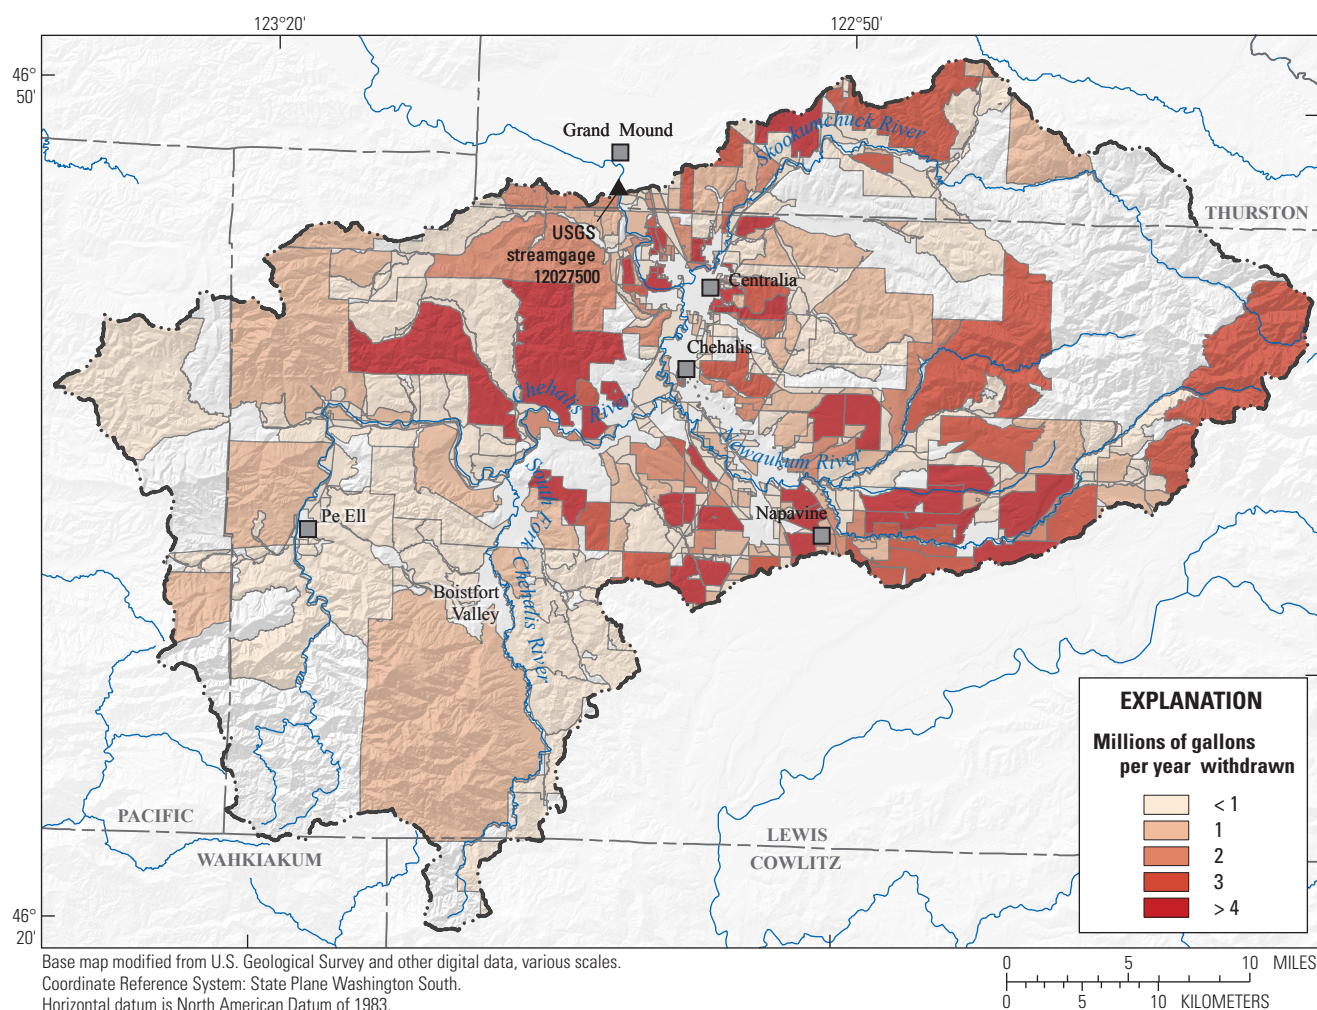 123°20'
122°50'
46°
50'
Grand Mound
Skookumchuck River
THURSTON
USGS
streamgage
12027500
Centralia
Chehalis
Chehalis River
Newaukum River
South Fork Chehalis River
Napavine
Pe Ell
Boistfort
Valley
PACIFIC
WAHKIAKUM
LEWIS
COWLITZ
EXPLANATION
Millions of gallons
per year withdrawn
< 1
1
2
3
> 4
46°
20'
Base map modified from U.S. Geological Survey and other digital data, various scales.
Coordinate Reference System: State Plane Washington South.
Horizontal datum is North American Datum of 1983.
0 5 10 MILES
0 5 10 KILOMETERS